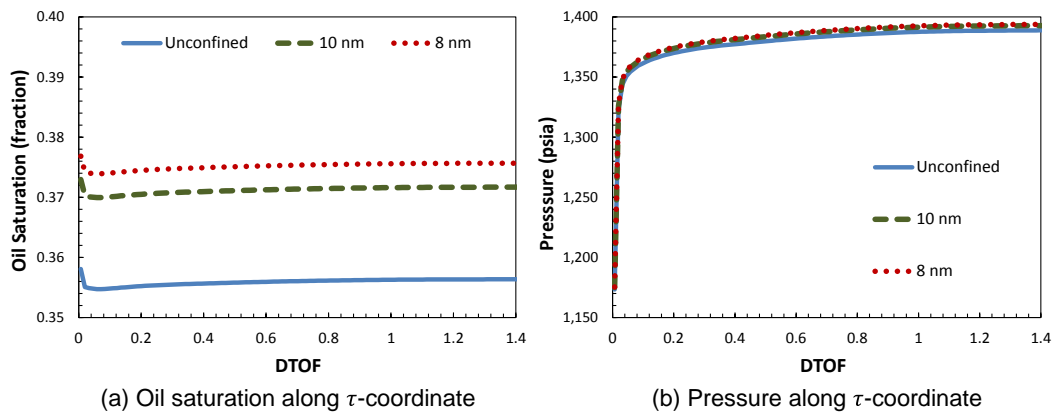 Unconfined 10 nm 8 nm
0.40
0.39
0.38
0.37
0.36
0.35
Oil Saturation (fraction)
0 0.2 0.4 0.6 0.8 1 1.2 1.4
DTOF
(a) Oil saturation along τ-coordinate
1,400
1,350
1,300
1,250
1,200
1,150
Presssure (psia)
Unconfined
10 nm
8 nm
0 0.2 0.4 0.6 0.8 1 1.2 1.4
DTOF
(b) Pressure along τ-coordinate